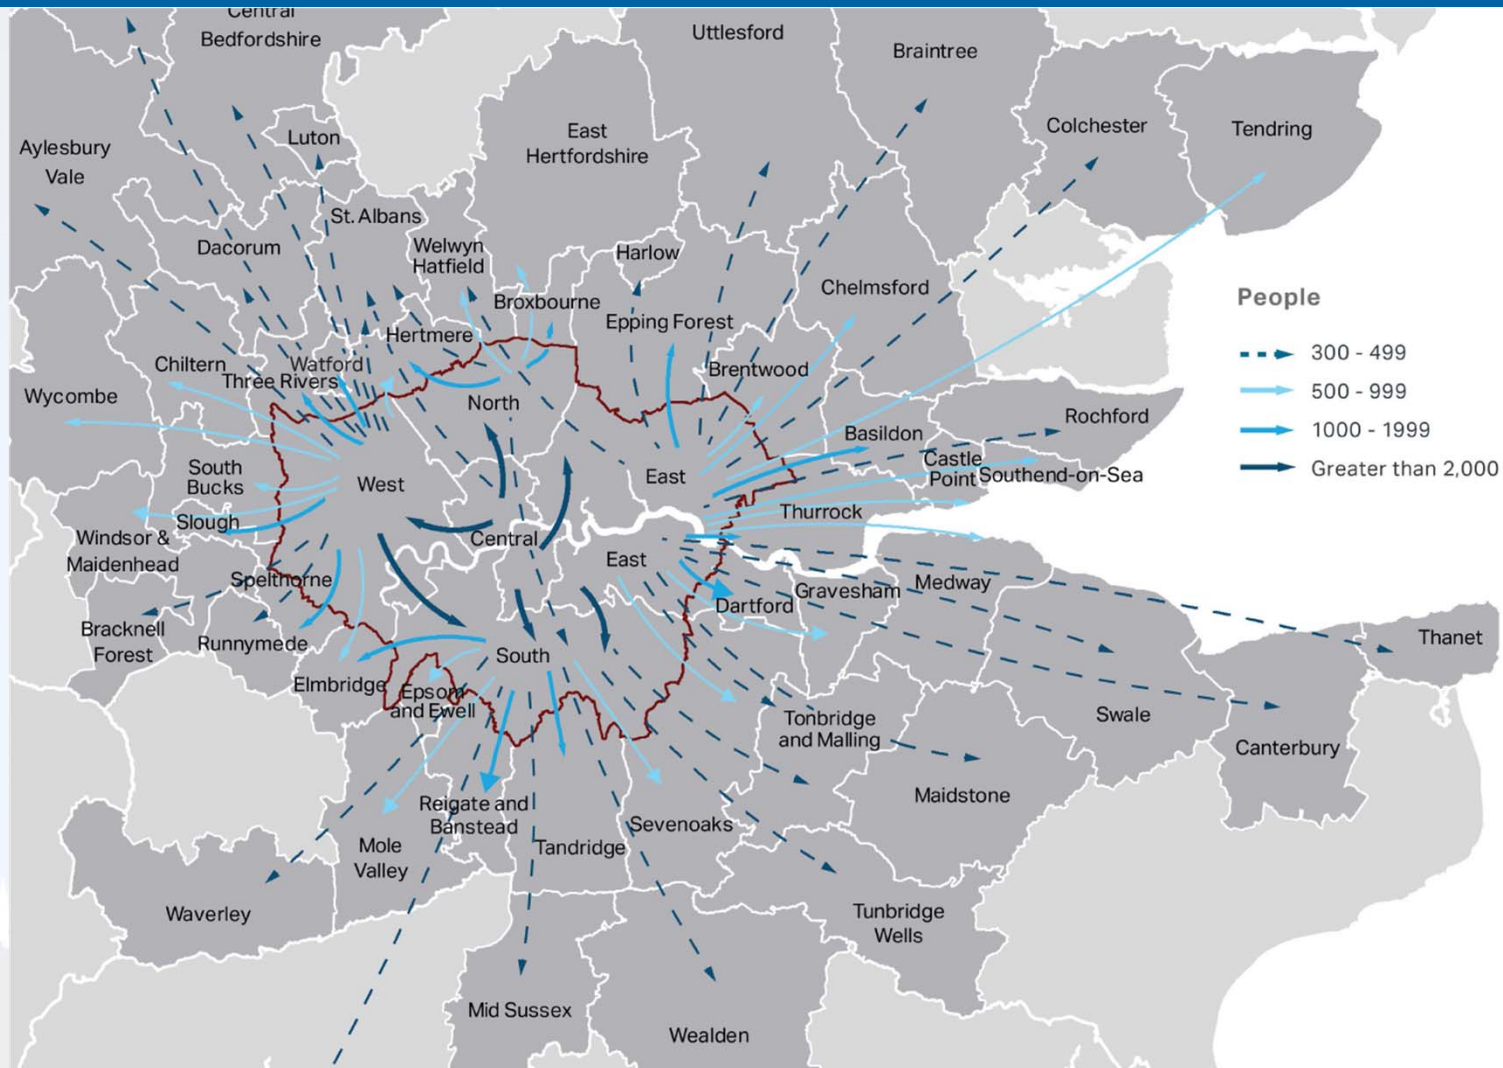 Central
Bedfordshire
Uttlesford
Braintree
Luton
East
Hertfordshire
Colchester
Tendring
Aylesbury
Vale
St. Albans
Dacorum
Welwyn
Hatfield
Harlow
Chelmsford
Broxbourne
Epping Forest
Hertmere
Chiltern
Watford
Three Rivers
Brentwood
Wycombe
North
Rochford
Basildon
Castle
Point
Southend-on-Sea
South
Bucks
West
East
Slough
Thurrock
Windsor &
Maidenhead
Central
East
Spelthorne
Medway
Gravesham
Dartford
Bracknell
Forest
Runnymede
Thanet
South
Elmbridge
Epsom
and Ewell
Tonbridge
and Malling
Swale
Canterbury
Maidstone
Reigate and
Banstead
Sevenoaks
Mole
Valley
Tandridge
Waverley
Tunbridge
Wells
Mid Sussex
Wealden
People
300 - 499
500 - 999
1000 - 1999
Greater than 2,000